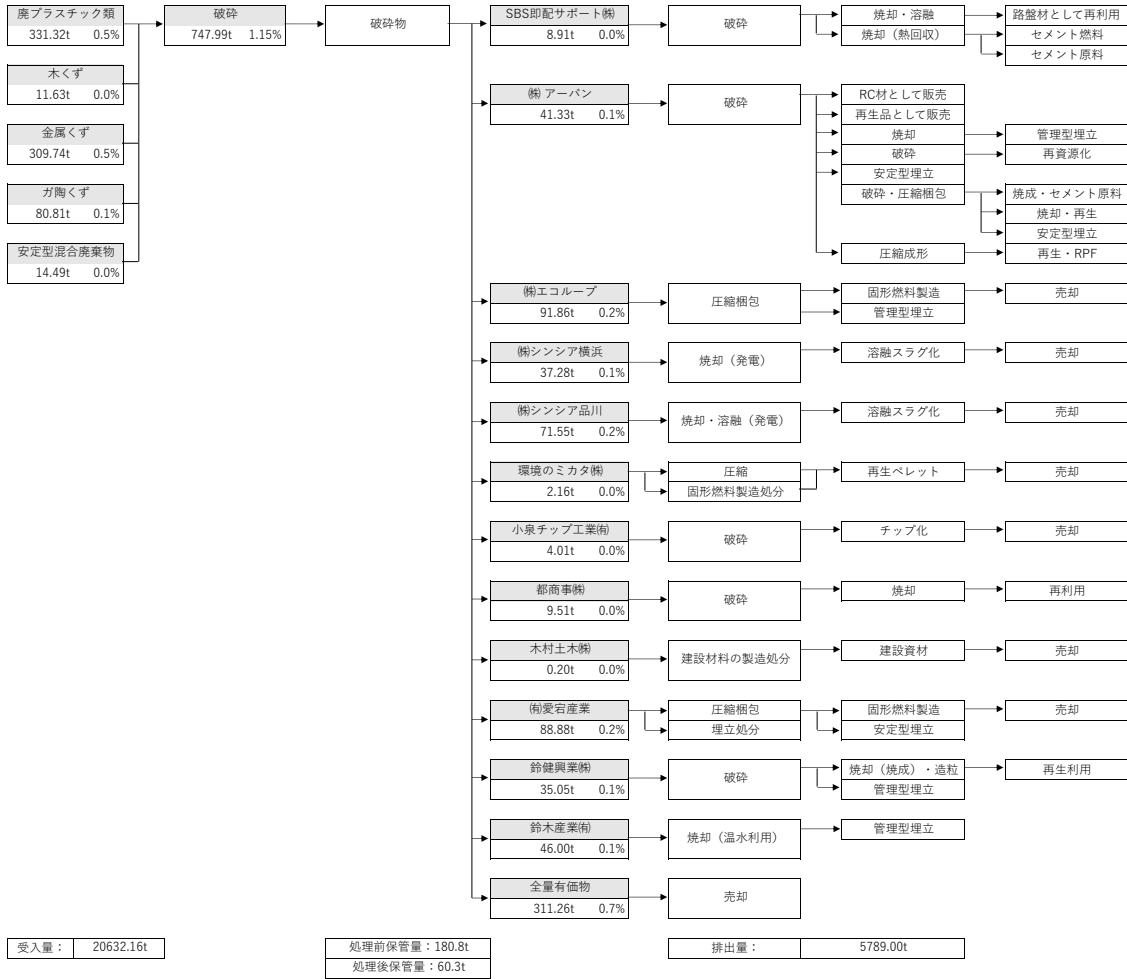 廃プラスチック類
331.32t 0.5%
木くず
11.63t 0.0%
金属くず
309.74t 0.5%
ガ陶くず
80.81t 0.1%
安定型混合廃棄物
14.49t 0.0%
破砕
747.99t 1.15%
破砕物
SBS即配サポート㈱
8.91t 0.0%
破砕
焼却・溶融
路盤材として再利用
焼却（熱回収）
セメント燃料
セメント原料
㈱ アーバン
41.33t 0.1%
破砕
RC材として販売
再生品として販売
焼却
管理型埋立
破砕
再資源化
安定型埋立
破砕・圧縮梱包
焼成・セメント原料
焼却・再生
安定型埋立
圧縮成形
再生・RPF
㈱エコループ
91.86t 0.2%
圧縮梱包
固形燃料製造
売却
管理型埋立
㈱シンシア横浜
37.28t 0.1%
焼却（発電）
溶融スラグ化
売却
㈱シンシア品川
71.55t 0.2%
焼却・溶融（発電）
溶融スラグ化
売却
環境のミカタ㈱
2.16t 0.0%
圧縮
固形燃料製造処分
再生ペレット
売却
小泉チップ工業㈲
4.01t 0.0%
破砕
チップ化
売却
都商事㈱
9.51t 0.0%
破砕
焼却
再利用
木村土木㈱
0.20t 0.0%
建設材料の製造処分
建設資材
売却
㈲愛宕産業
88.88t 0.2%
圧縮梱包
埋立処分
固形燃料製造
売却
安定型埋立
鈴健興業㈱
35.05t 0.1%
破砕
焼却（焼成）・造粒
再生利用
管理型埋立
鈴木産業㈲
46.00t 0.1%
焼却（温水利用）
管理型埋立
全量有価物
311.26t 0.7%
売却
受入量： 20632.16t
処理前保管量：180.8t
処理後保管量：60.3t
排出量： 5789.00t